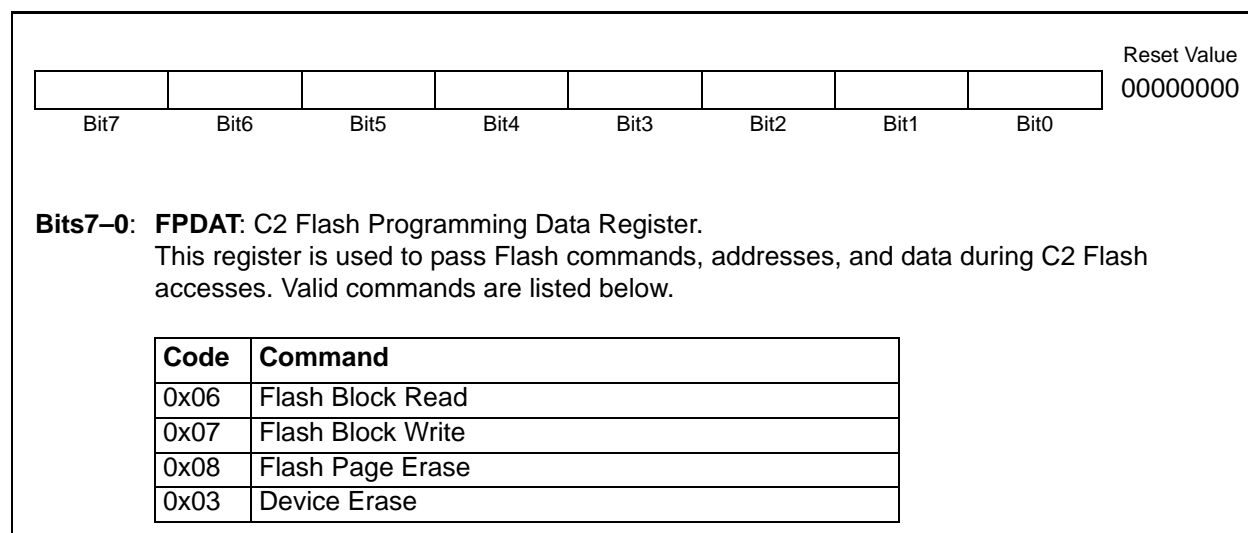 Reset Value
00000000
Bit7 Bit6 Bit5 Bit4 Bit3 Bit2 Bit1 Bit0
Bits7–0: FPDAT: C2 Flash Programming Data Register.
This register is used to pass Flash commands, addresses, and data during C2 Flash
accesses. Valid commands are listed below.
Code Command
0x06 Flash Block Read
0x07 Flash Block Write
0x08 Flash Page Erase
0x03 Device Erase